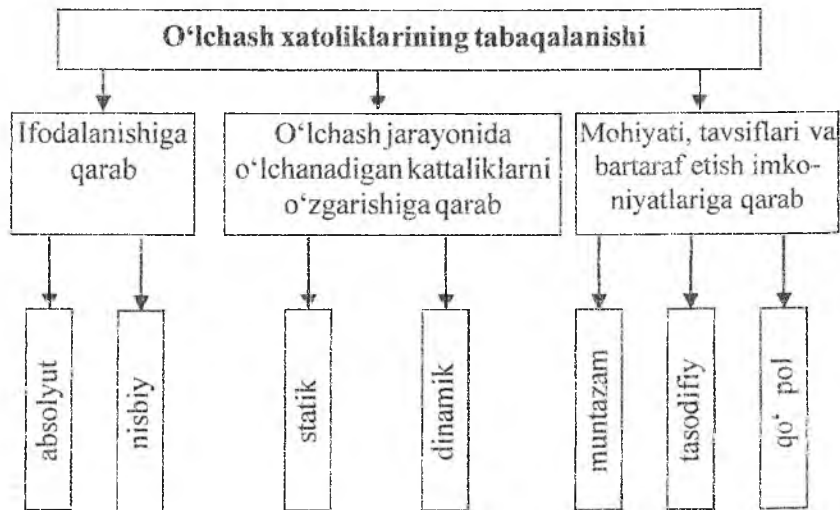 O‘lchash xatoliklarining tabaqalanishi
Ifodalanishiga
qarab
O‘lchash jarayonida
o‘lchanadigan kattaliklarni
o‘zgarishiga qarab
Mohiyati, tavsiflari va
bartaraf etish imko-
niyatlariga qarab
absolyut
nisbiy
statik
dinamik
muntazam
tasodifiy
qo‘ pol